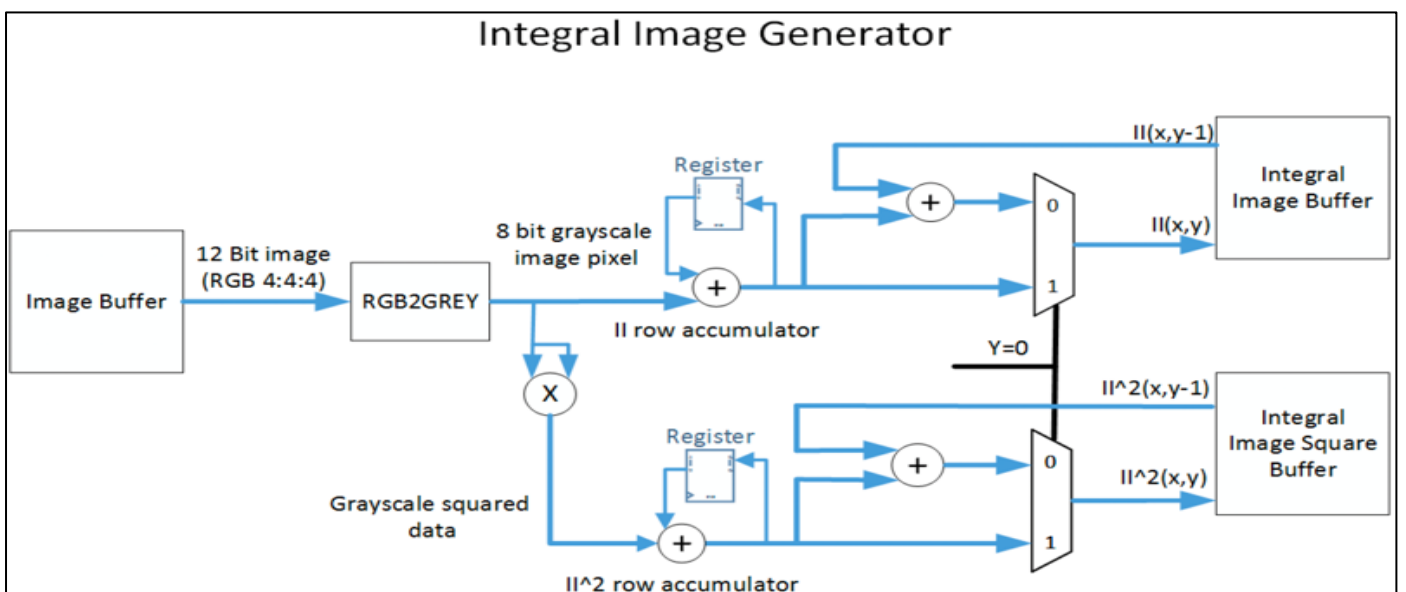 Integral Image Generator
Image Buffer
12 Bit image
(RGB 4:4:4)
RGB2GREY
8 bit grayscale
image pixel
Register
II row accumulator
+
+
0
1
II(x,y-1)
II(x,y)
Integral
Image Buffer
Y=0
X
Grayscale squared
data
Register
+
II^2 row accumulator
+
0
1
II^2(x,y-1)
II^2(x,y)
Integral
Image Square
Buffer